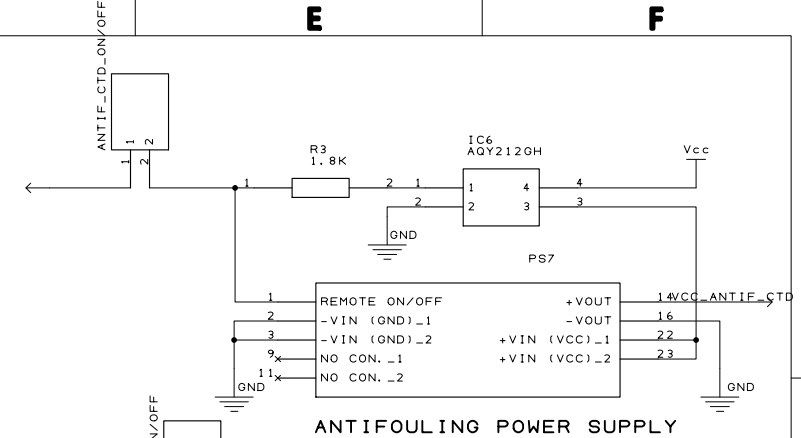 E
F
ANTIF_CTD_ON/OFF
1
2
1
2
R3
1.8K
IC6
AQY212GH
Vcc
1
2
1
1
4
4
2
2
3
3
GND
PS7
1
REMOTE ON/OFF
+VOUT
14
VCC_ANTIF_CTD
2
-VIN (GND)_1
-VOUT
16
3
-VIN (GND)_2
+VIN (VCC)_1
22
9
NO CON._1
+VIN (VCC)_2
23
11
NO CON._2
GND
GND
N/OFF
ANTIFOULING POWER SUPPLY